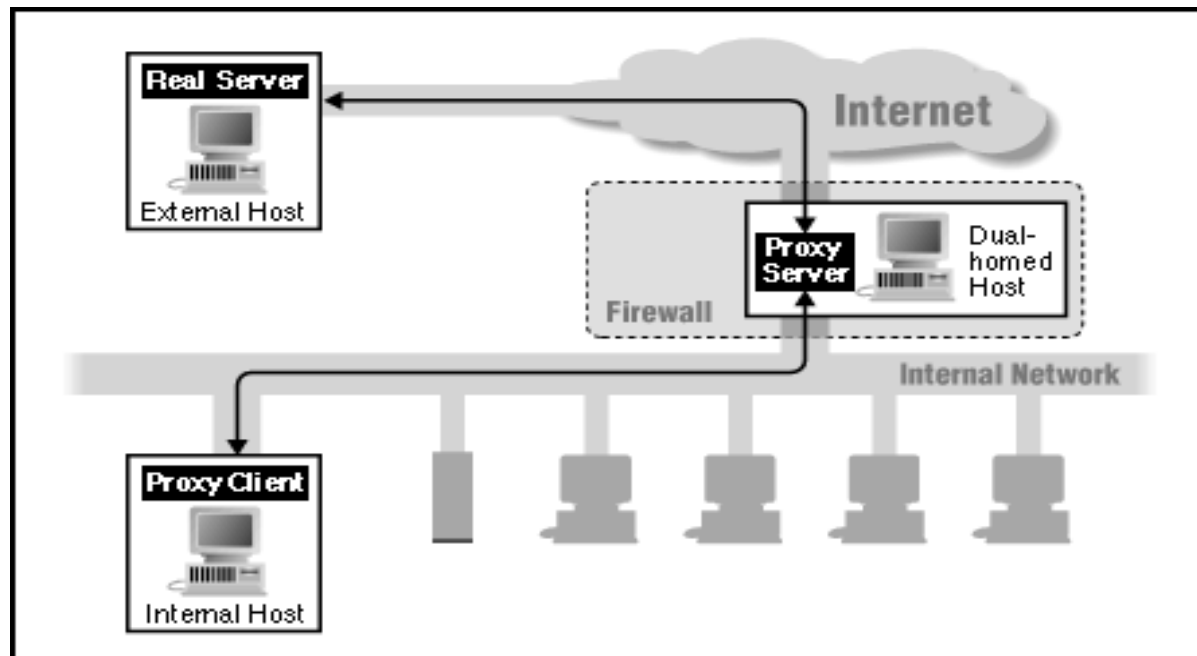 Real Server
External Host
Internet
Proxy
Server
Dual-
homed
Host
Firewall
Internal Network
Proxy Client
Internal Host